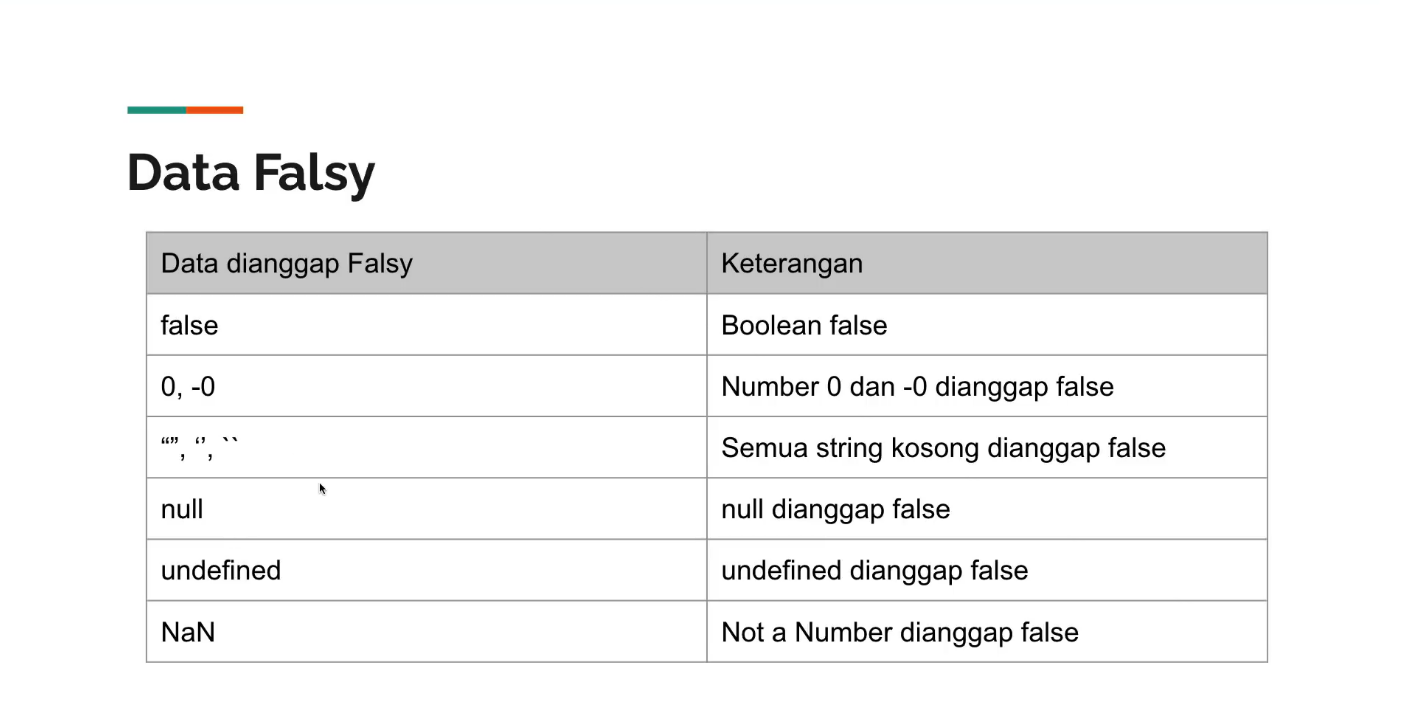 Data Falsy
Data dianggap Falsy Keterangan
false Boolean false
0, -0 Number 0 dan -0 dianggap false
“”, ‘’, `` Semua string kosong dianggap false
null null dianggap false
undefined undefined dianggap false
NaN Not a Number dianggap false